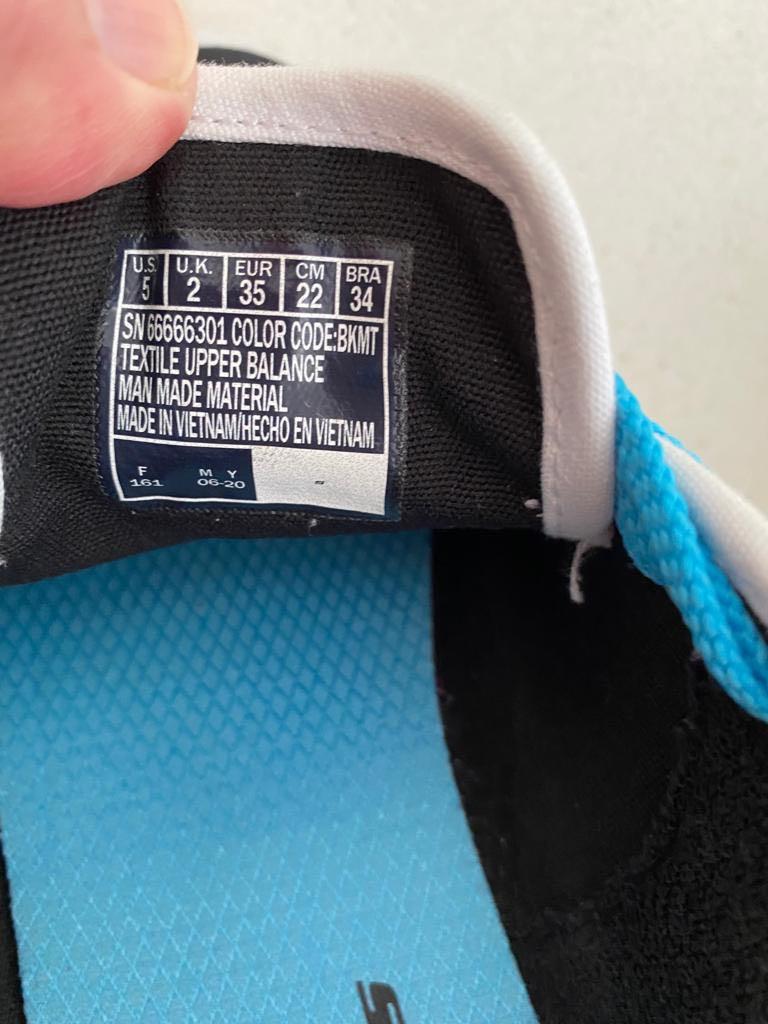 U.S. U.K. EUR CM BRA
5 2 35 22 34
SN 66666301 COLOR CODE:BKMT
TEXTILE UPPER BALANCE
MAN MADE MATERIAL
MADE IN VIETNAM/HECHO EN VIETNAM
F M Y
161 06-20
S